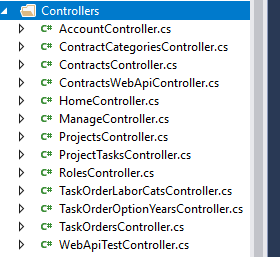 Controllers
C# AccountController.cs
C# ContractCategoriesController.cs
C# ContractsController.cs
C# ContractsWebApiController.cs
C# HomeController.cs
C# ManageController.cs
C# ProjectsController.cs
C# ProjectTasksController.cs
C# RolesController.cs
C# TaskOrderLaborCatsController.cs
C# TaskOrderOptionYearsController.cs
C# TaskOrdersController.cs
C# WebApiTestController.cs